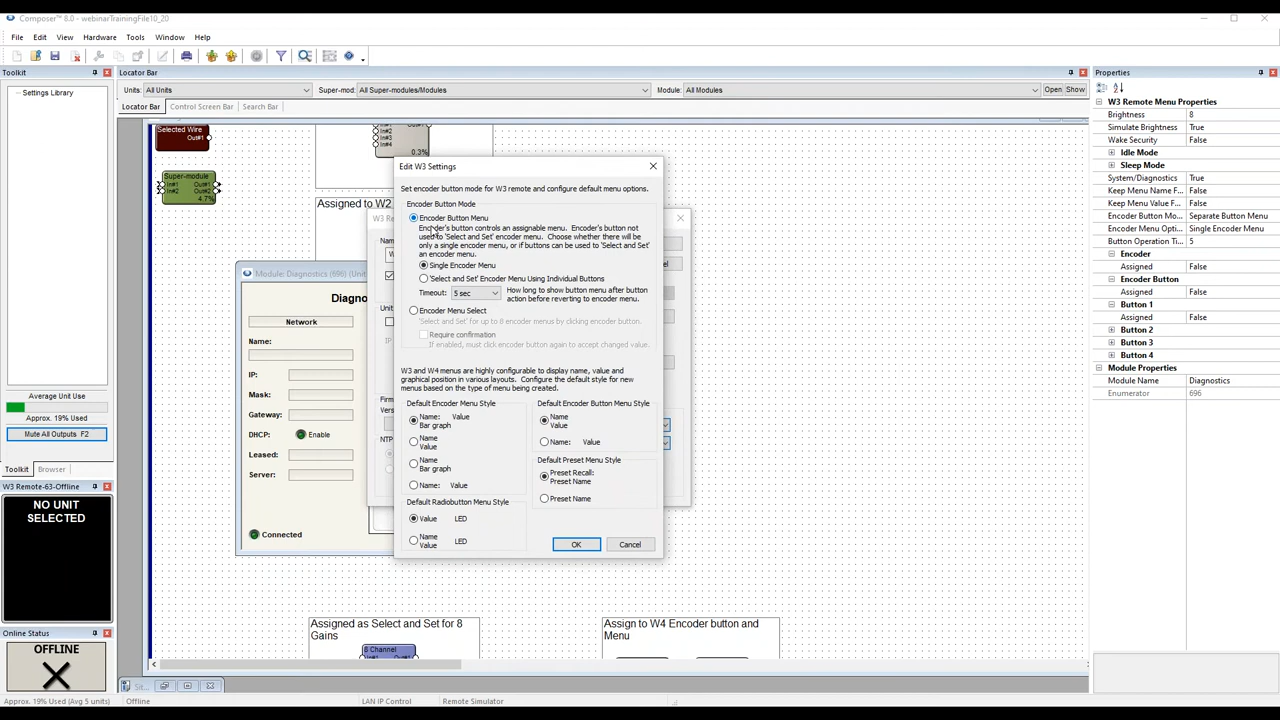 Composer™ 8.0 - webinarTrainingFile10_20
File Edit View Hardware Tools Window Help
Toolkit
Settings Library
Average Unit Use
Approx. 19% Used
Mute All Outputs F2
Toolkit Browser
W3 Remote-63-Offline
NO UNIT
SELECTED
Online Status
OFFLINE
Approx. 19% Used (Avg 5 units) Offline LAN IP Control Remote Simulator
Locator Bar
Units: All Units Super-mod: All Super-modules/Modules Module: All Modules Open Show
Locator Bar Control Screen Bar Search Bar
Selected Wire
Out#1
Super-module
In#1 Out#1
In#2 Out#2
4.7%
In#2
In#3
In#4
Assigned to W2
Module: Diagnostics (696) (Uni
Diagno
Network
Name:
IP:
Mask:
Gateway:
DHCP: Enable
Leased:
Server:
Connected
W3 Re
Nam
Unit
IP
Firm
Vers
NTP
Edit W3 Settings
Set encoder button mode for W3 remote and configure default menu options.
Encoder Button Mode
Encoder Button Menu
Encoder's button controls an assignable menu. Encoder's button not
used to 'Select and Set' encoder menu. Choose whether there will be
only a single encoder menu, or if buttons can be used to 'Select and Set'
an encoder menu.
Single Encoder Menu
'Select and Set' Encoder Menu Using Individual Buttons
Timeout: 5 sec How long to show button menu after button
action before reverting to encoder menu.
Encoder Menu Select
'Select and Set' for up to 8 encoder menus by clicking encoder button.
Require confirmation
If enabled, must click encoder button again to accept changed value.
W3 and W4 menus are highly configurable to display name, value and
graphical position in various layouts. Configure the default style for new
menus based on the type of menu being created.
Default Encoder Menu Style
Name: Value
Bar graph
Name
Value
Name
Bar graph
Name: Value
Default Radiobutton Menu Style
Value LED
Name
Value LED
Default Encoder Button Menu Style
Name
Value
Name: Value
Default Preset Menu Style
Preset Recall:
Preset Name
Preset Name
OK Cancel
Assigned as Select and Set for 8
Gains
8 Channel
Assign to W4 Encoder button and
Menu
Properties
W3 Remote Menu Properties
Brightness 8
Simulate Brightness True
Wake Security False
Idle Mode
Sleep Mode
System/Diagnostics True
Keep Menu Name F False
Keep Menu Value F False
Encoder Button Mo Separate Button Menu
Encoder Menu Opti Single Encoder Menu
Button Operation Ti 5
Encoder
Assigned False
Encoder Button
Assigned False
Button 1
Assigned False
Button 2
Button 3
Button 4
Module Properties
Module Name Diagnostics
Enumerator 696